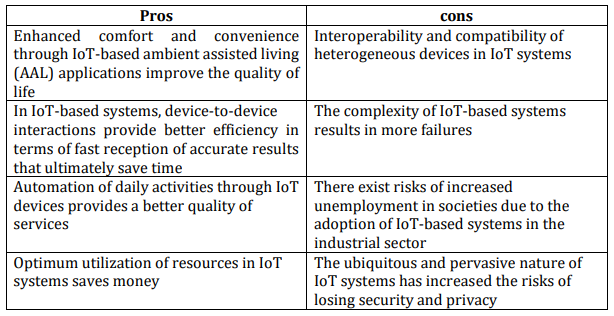 Pros
cons
Enhanced comfort and convenience
through IoT-based ambient assisted living
(AAL) applications improve the quality of
life
Interoperability and compatibility of
heterogeneous devices in IoT systems
In IoT-based systems, device-to-device
interactions provide better efficiency in
terms of fast reception of accurate results
that ultimately save time
The complexity of IoT-based systems
results in more failures
Automation of daily activities through IoT
devices provides a better quality of
services
There exist risks of increased
unemployment in societies due to the
adoption of IoT-based systems in the
industrial sector
Optimum utilization of resources in IoT
systems saves money
The ubiquitous and pervasive nature of
IoT systems has increased the risks of
losing security and privacy